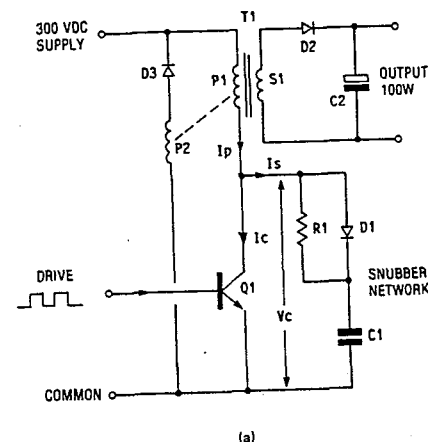 T1
300 VDC
SUPPLY
D2
D3
P1
S1
OUTPUT
100W
C2
P2
Ip
Is
R1
D1
Ic
SNUBBER
NETWORK
DRIVE
Q1
Vc
C1
COMMON
(a)